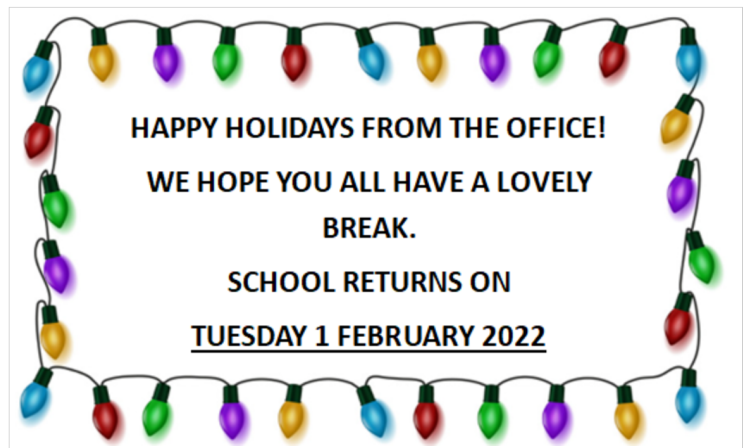 HAPPY HOLIDAYS FROM THE OFFICE!
WE HOPE YOU ALL HAVE A LOVELY
BREAK.
SCHOOL RETURNS ON
TUESDAY 1 FEBRUARY 2022